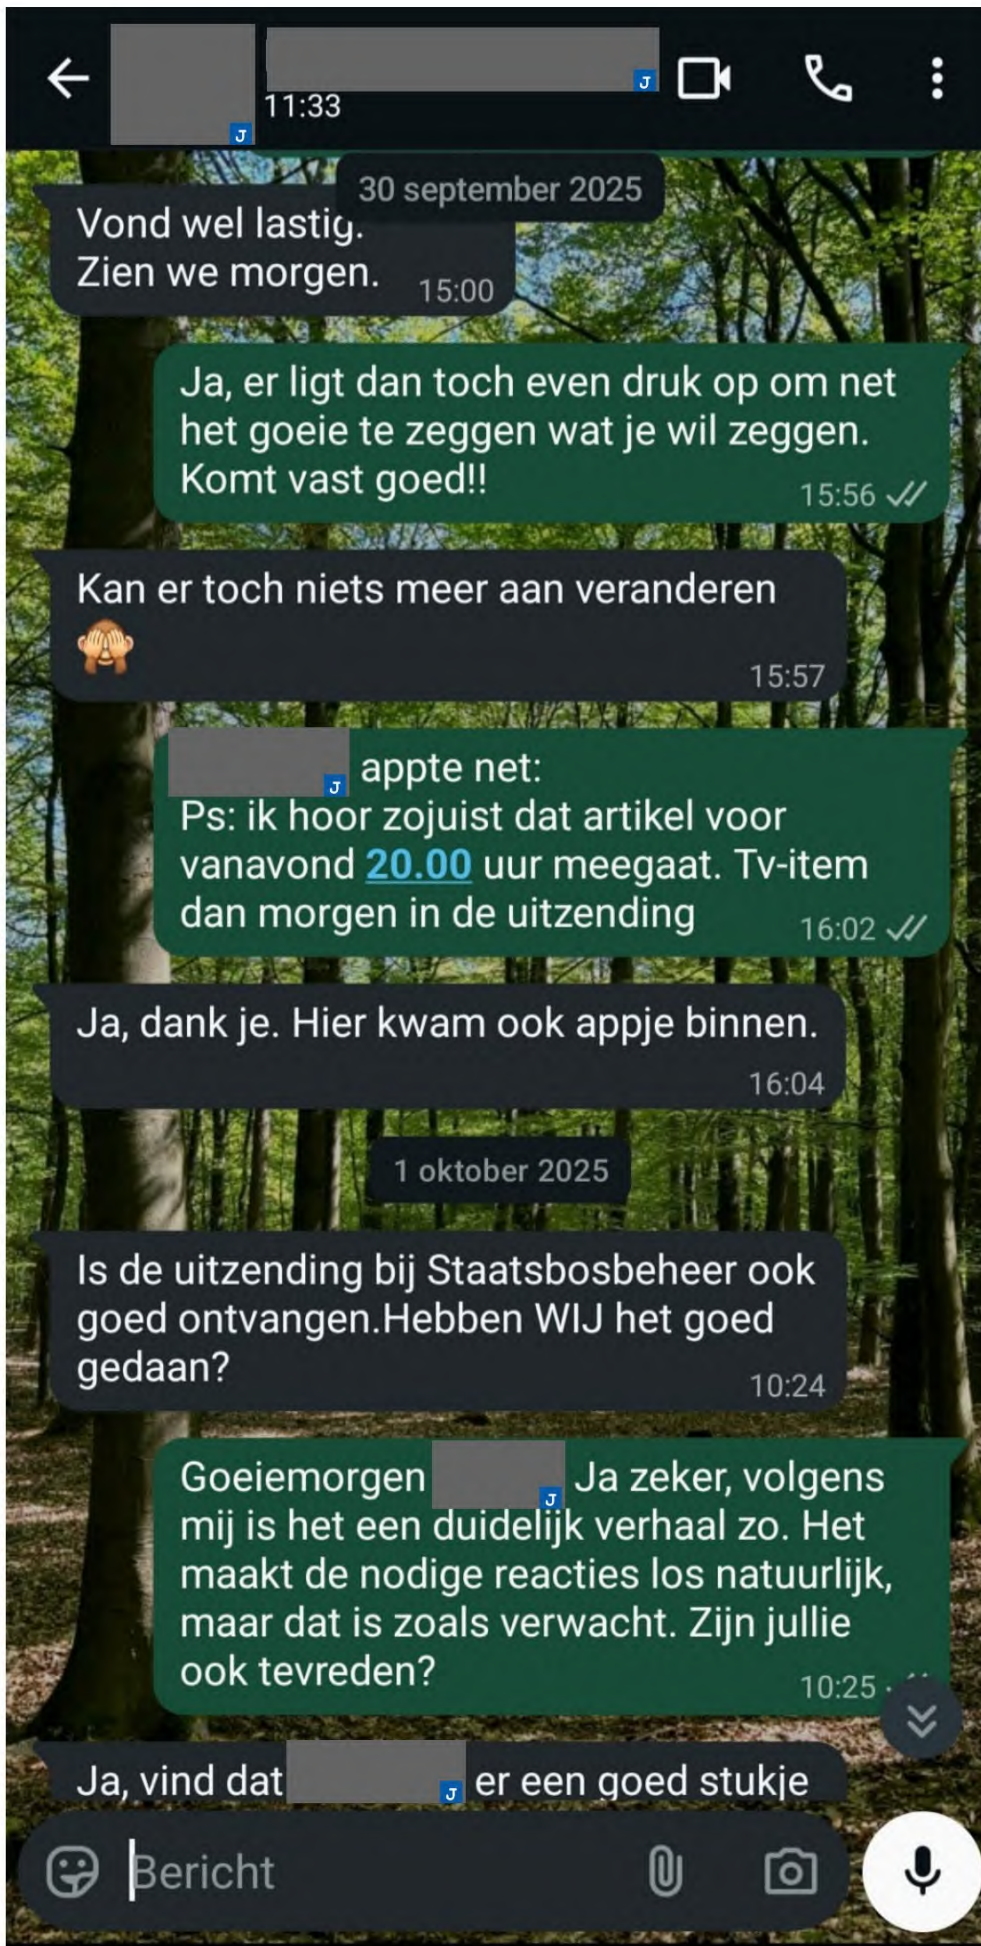 J
J
11:33
30 september 2025
Vond wel lastig.
Zien we morgen.
15:00
Ja, er ligt dan toch even druk op om net
het goeie te zeggen wat je wil zeggen.
Komt vast goed!!
15:56
Kan er toch niets meer aan veranderen
🙈
15:57
J appte net:
Ps: ik hoor zojuist dat artikel voor
vanavond 20.00 uur meegaat. Tv-item
dan morgen in de uitzending
16:02
Ja, dank je. Hier kwam ook appje binnen.
16:04
1 oktober 2025
Is de uitzending bij Staatsbosbeheer ook
goed ontvangen.Hebben WIJ het goed
gedaan?
10:24
Goeiemorgen J Ja zeker, volgens
mij is het een duidelijk verhaal zo. Het
maakt de nodige reacties los natuurlijk,
maar dat is zoals verwacht. Zijn jullie
ook tevreden?
10:25
Ja, vind dat J er een goed stukje
Bericht